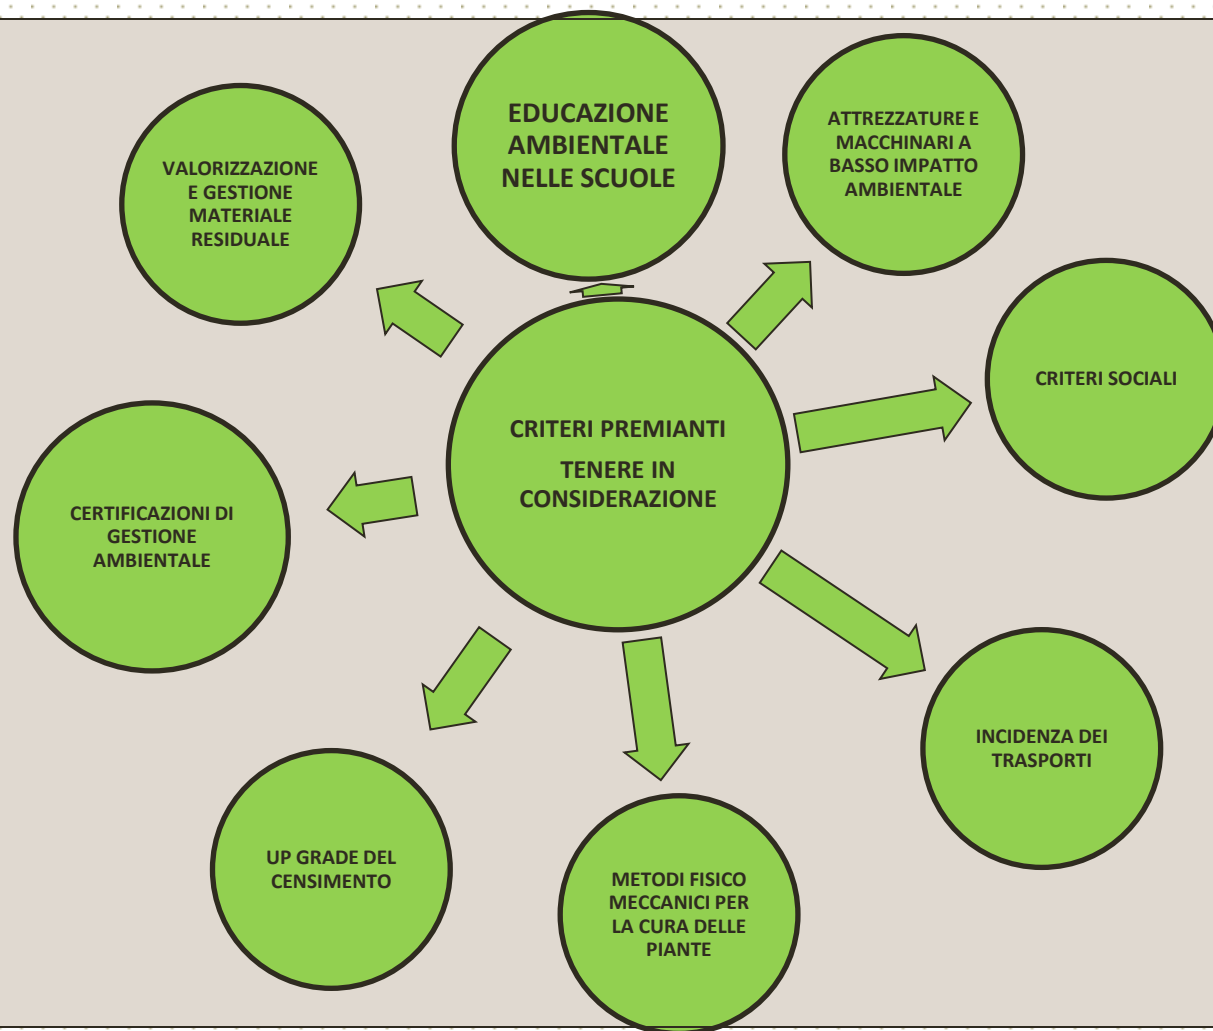 EDUCAZIONE
AMBIENTALE
NELLE SCUOLE
ATTREZZATURE E
MACCHINARI A
BASSO IMPATTO
AMBIENTALE
VALORIZZAZIONE
E GESTIONE
MATERIALE
RESIDUALE
CRITERI SOCIALI
CRITERI PREMIANTI
TENERE IN
CONSIDERAZIONE
CERTIFICAZIONI DI
GESTIONE
AMBIENTALE
INCIDENZA DEI
TRASPORTI
UP GRADE DEL
CENSIMENTO
METODI FISICO
MECCANICI PER
LA CURA DELLE
PIANTE